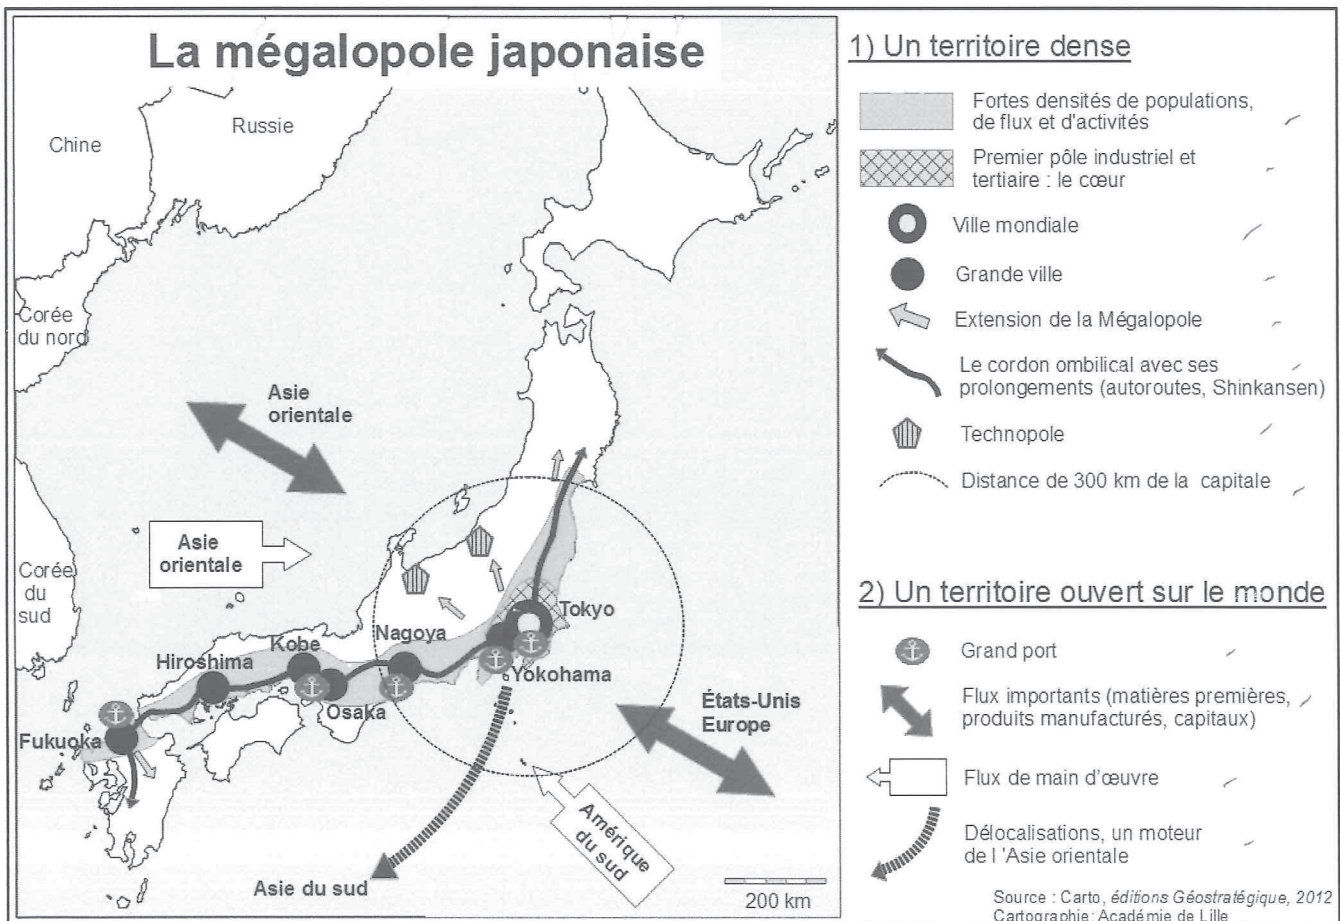 La mégalopole japonaise
Chine
Russie
Corée
du nord
Asie
orientale
Asie
orientale
Corée
du
sud
Tokyo
Nagoya
Kobe
Hiroshima
Yokohama
Osaka
États-Unis
Europe
Fukuoka
Amérique
du sud
Asie du sud
200 km
1) Un territoire dense
Fortes densités de populations,
de flux et d'activités
Premier pôle industriel et
tertiaire : le cœur
Ville mondiale
Grande ville
Extension de la Mégalopole
Le cordon ombilical avec ses
prolongements (autoroutes, Shinkansen)
Technopole
Distance de 300 km de la capitale
2) Un territoire ouvert sur le monde
Grand port
Flux importants (matières premières,
produits manufacturés, capitaux)
Flux de main d'œuvre
Délocalisations, un moteur
de l 'Asie orientale
Source : Carto, éditions Géostratégique, 2012
Cartographie: Académie de Lille